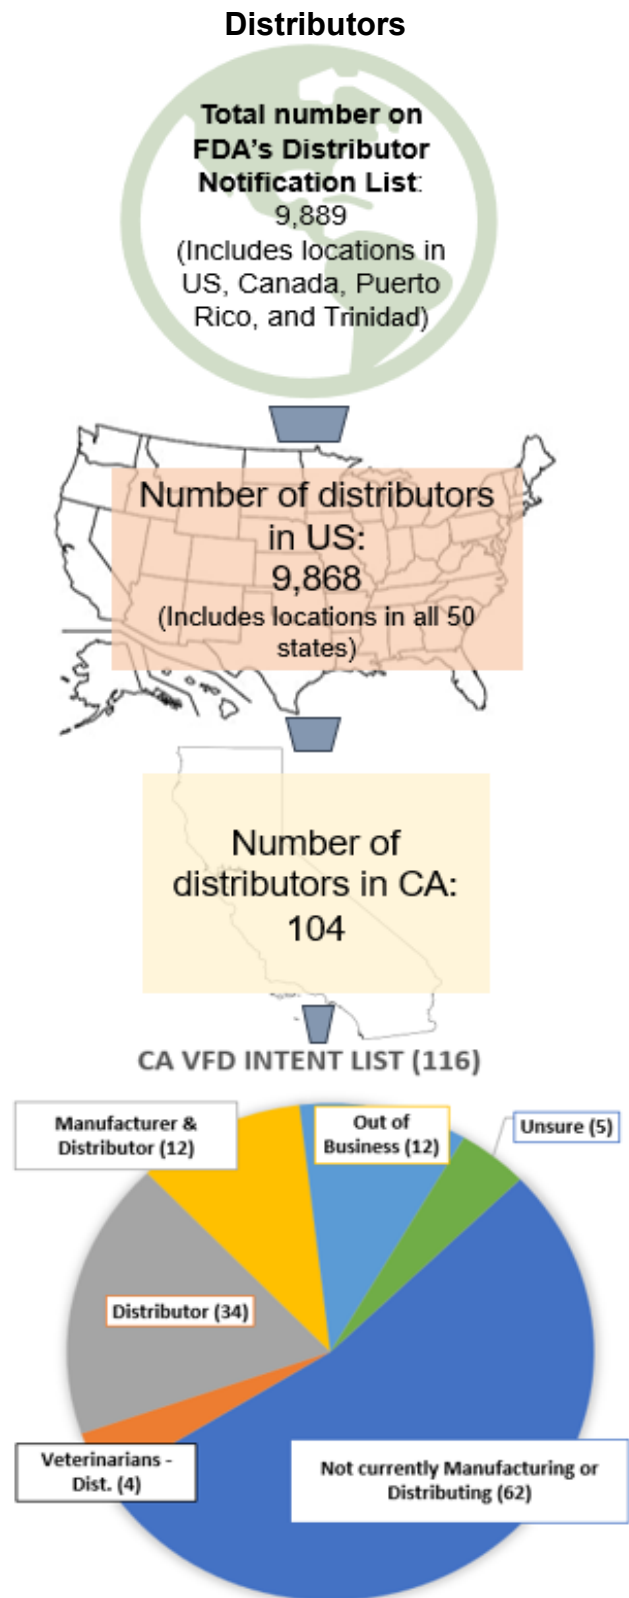 Distributors
Total number on
FDA's Distributor
Notification List:
9,889
(Includes locations in
US, Canada, Puerto
Rico, and Trinidad)
Number of distributors
in US:
9,868
(Includes locations in all 50
states)
Number of
distributors in CA:
104
CA VFD INTENT LIST (116)
Manufacturer &
Distributor (12)
Out of
Business (12)
Unsure (5)
Distributor (34)
Veterinarians -
Dist. (4)
Not currently Manufacturing or
Distributing (62)